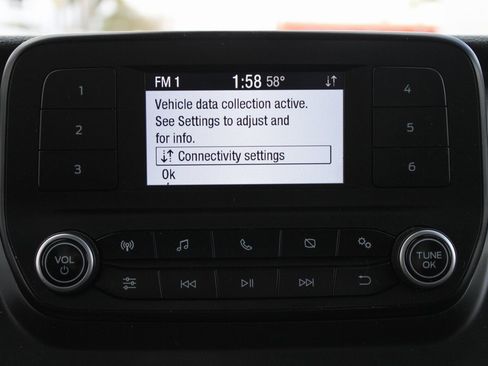 FM 1 1:58 58°
1
2
3
Vehicle data collection active.
See Settings to adjust and
for info.
Connectivity settings
Ok
4
5
6
VOL
TUNE
OK